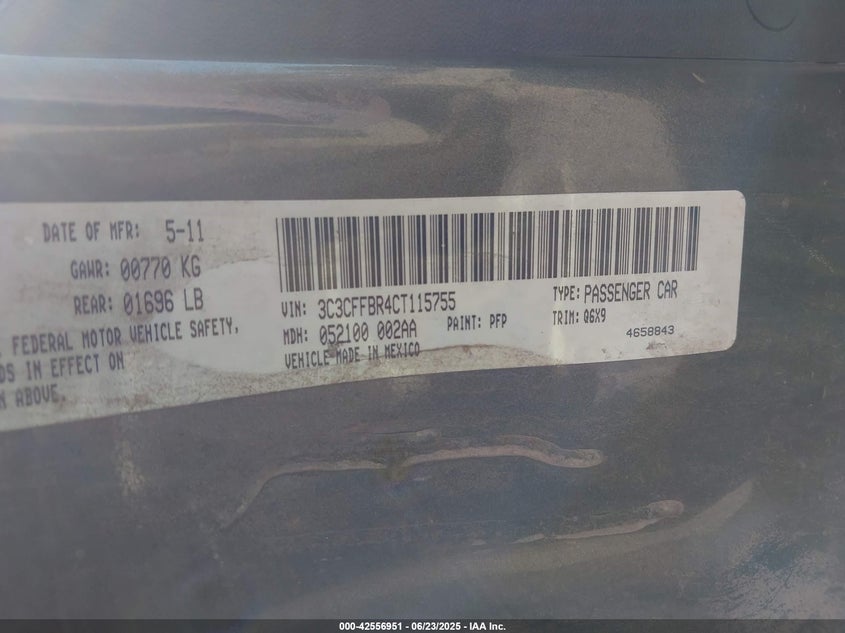 DATE OF MFR: 5-11
GAWR: 00770 KG
REAR: 01696 LB
FEDERAL MOTOR VEHICLE SAFETY,
DS IN EFFECT ON
N ABOVE.
VIN: 3C3CFFBR4CT115755
TYPE: PASSENGER CAR
MDH: 052100 002AA
PAINT: PFP
TRIM: Q6X9
VEHICLE MADE IN MEXICO
4658843
000-42556951 - 06/23/2025 - IAA Inc.